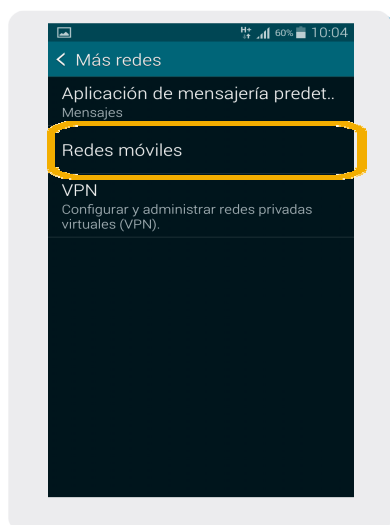 H+ 60% 10:04
< Más redes
Aplicación de mensajería predet..
Mensajes
Redes móviles
VPN
Configurar y administrar redes privadas
virtuales (VPN).